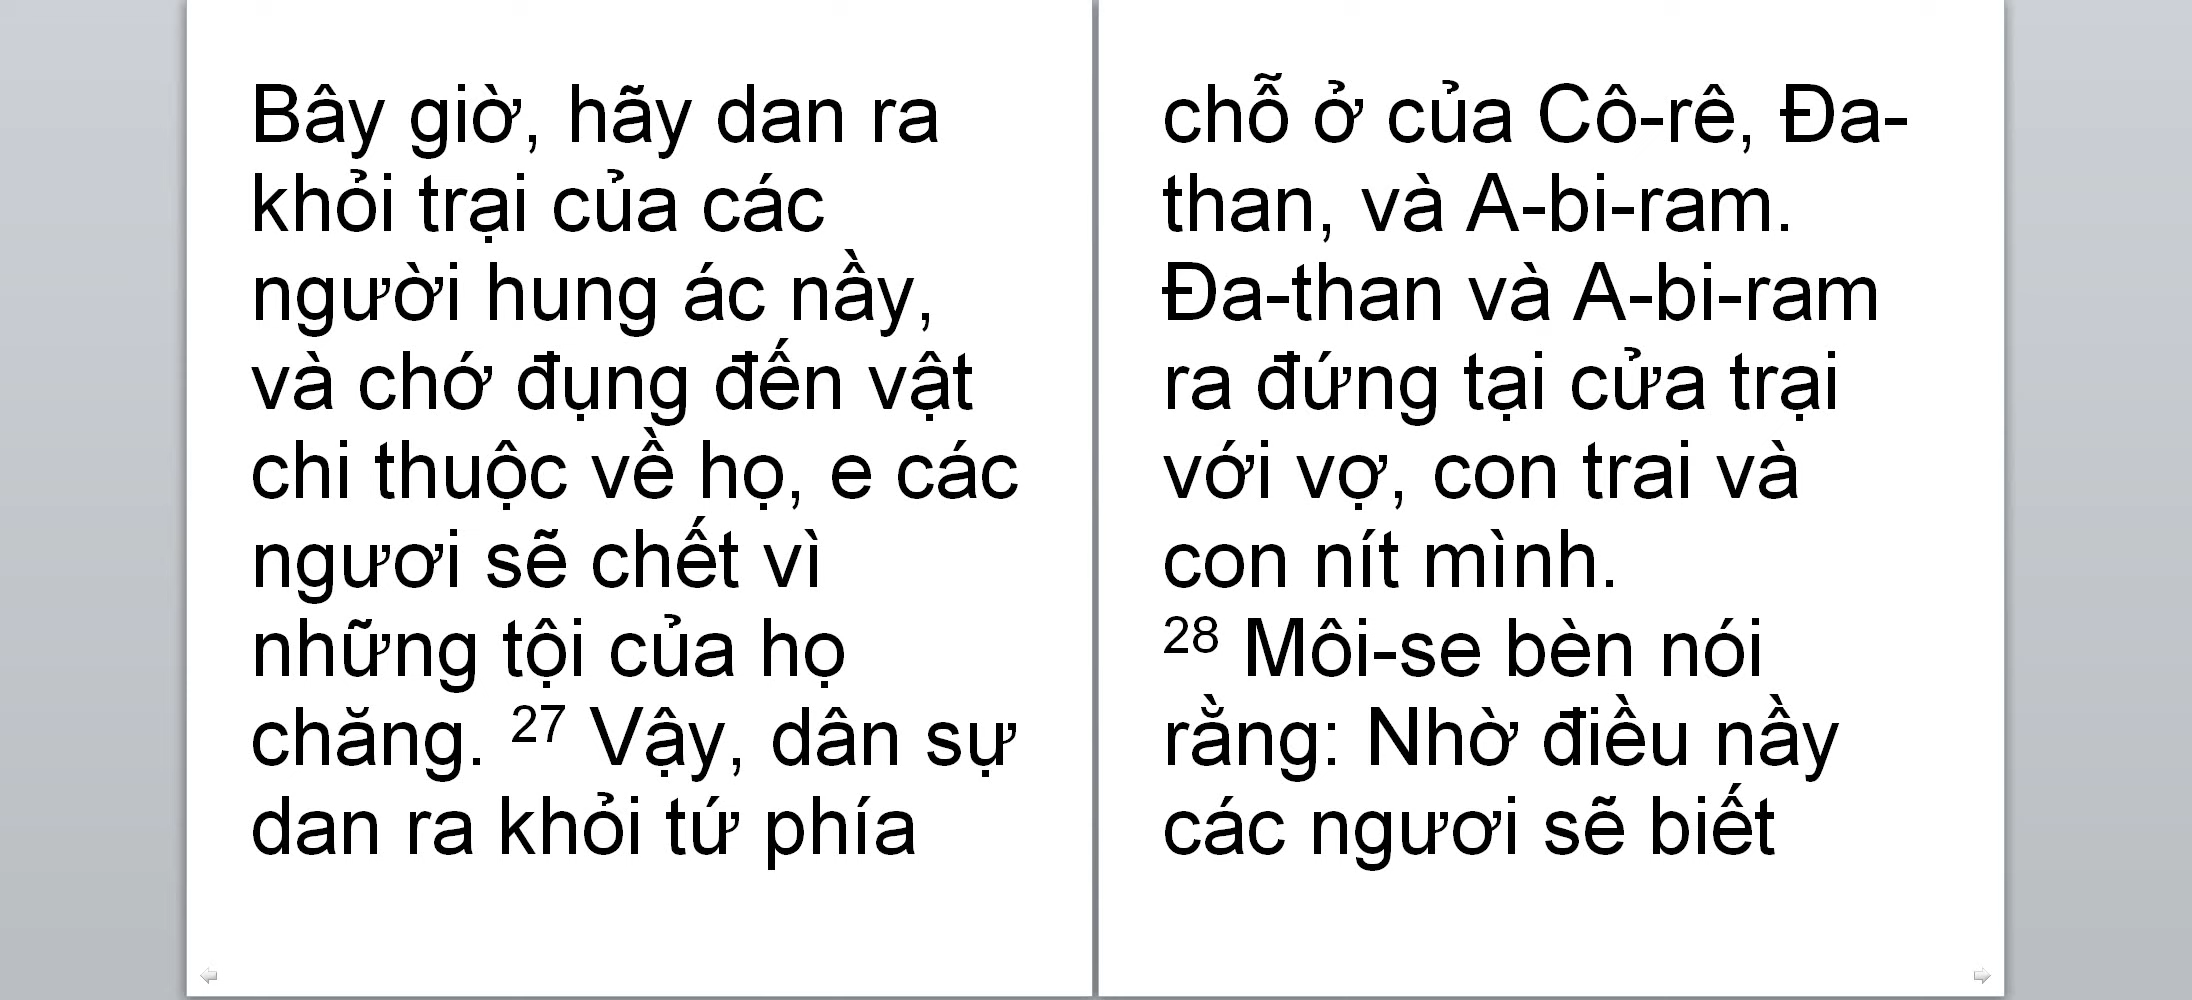 Bây giờ, hãy dan ra
khỏi trại của các
người hung ác nầy,
và chớ đụng đến vật
chi thuộc về họ, e các
ngươi sẽ chết vì
những tội của họ
chăng. 27 Vậy, dân sự
dan ra khỏi tứ phía
chỗ ở của Cô-rê, Đa-
than, và A-bi-ram.
Đa-than và A-bi-ram
ra đứng tại cửa trại
với vợ, con trai và
con nít mình.
28 Môi-se bèn nói
rằng: Nhờ điều nầy
các ngươi sẽ biết